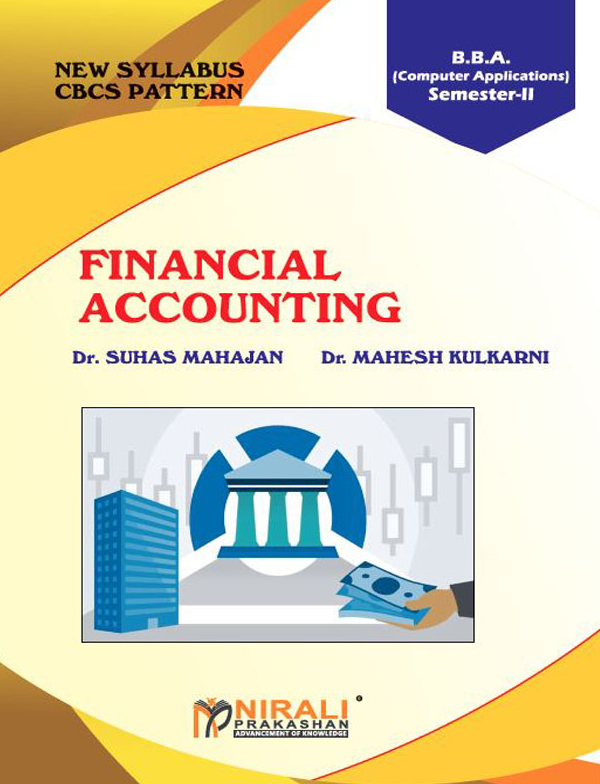 NEW SYLLABUS
CBCS PATTERN
B.B.A.
(Computer Applications)
Semester-II
FINANCIAL
ACCOUNTING
Dr. SUHAS MAHAJAN Dr. MAHESH KULKARNI
NIRALI
PRAKASHAN
ADVANCEMENT OF KNOWLEDGE